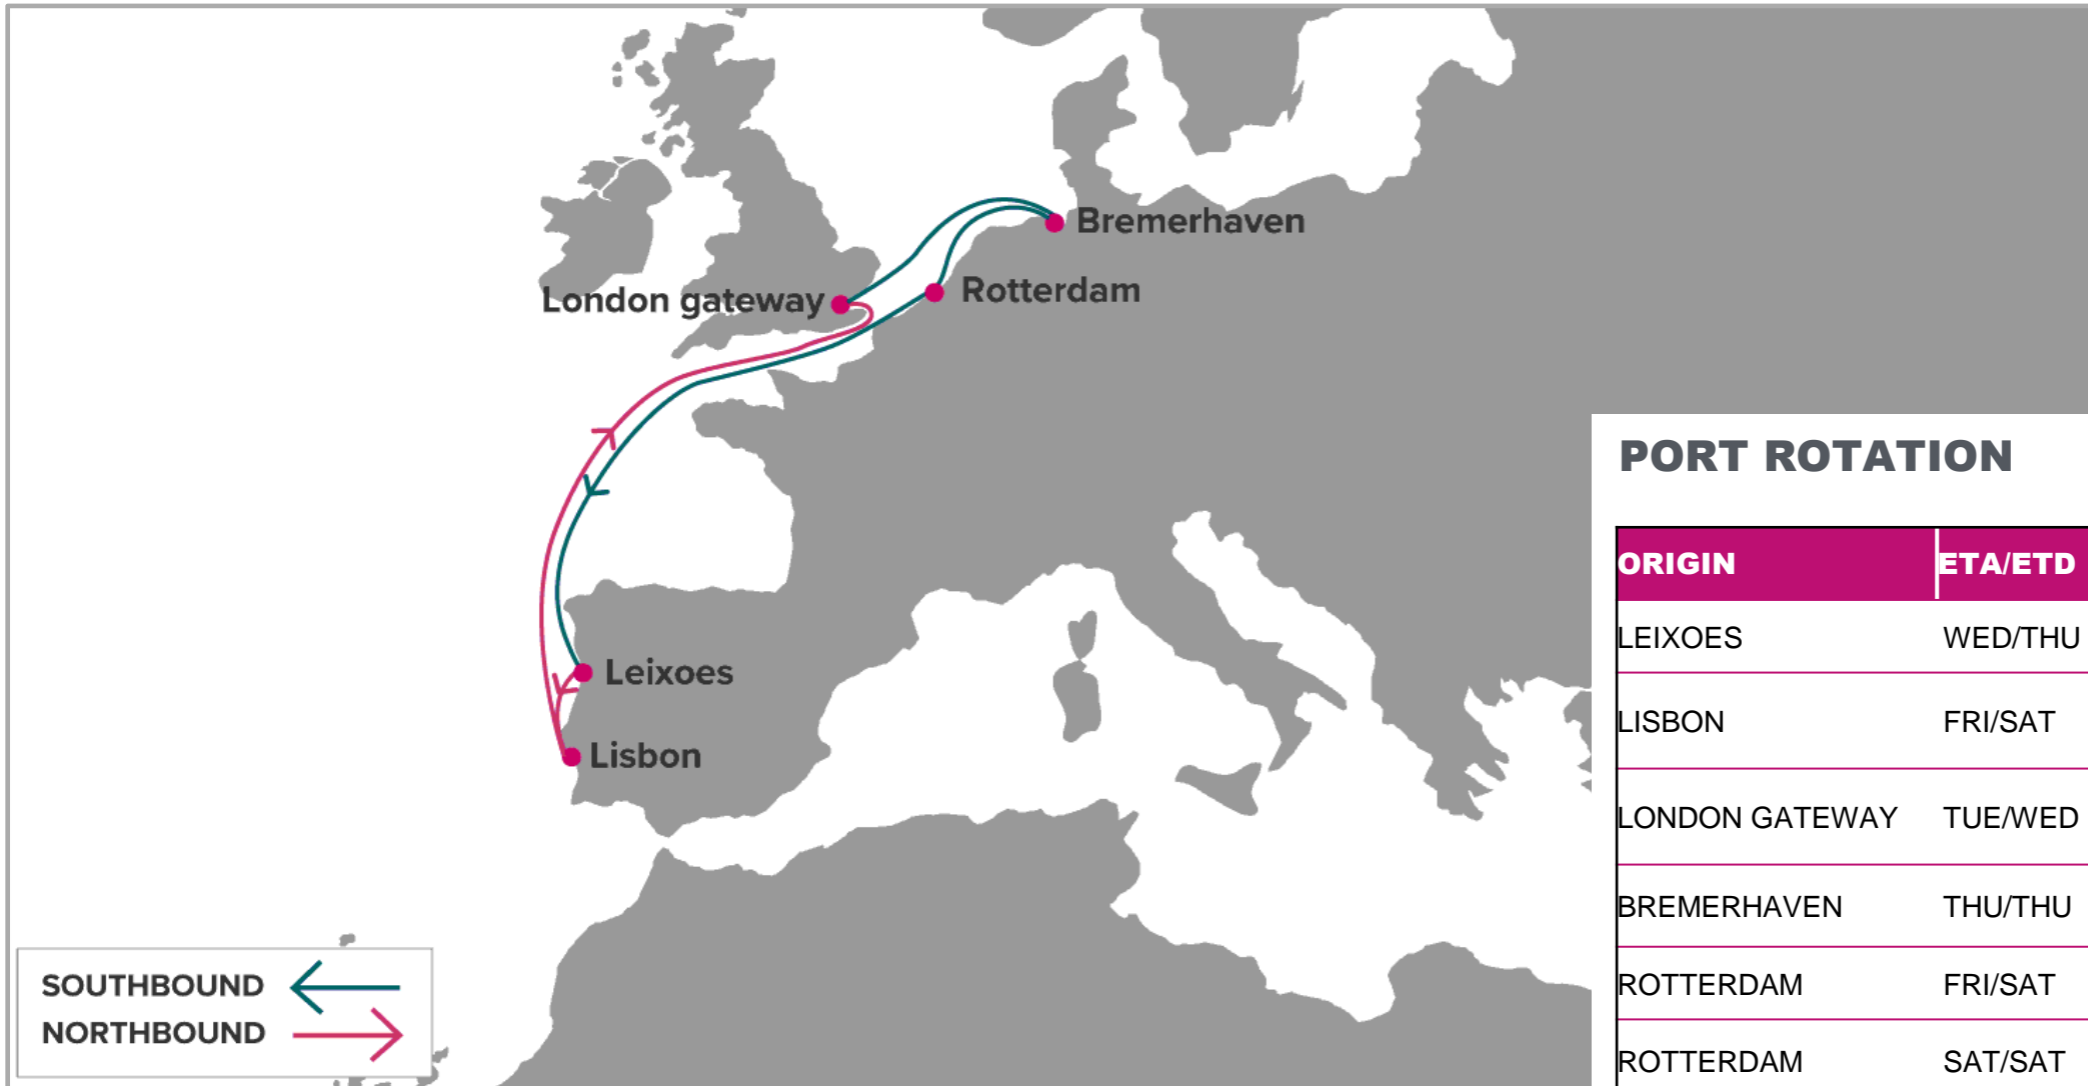 Bremerhaven
Rotterdam
London gateway
Leixoes
Lisbon
SOUTHBOUND
NORTHBOUND
PORT ROTATION
ORIGIN ETA/ETD
LEIXOES WED/THU
LISBON FRI/SAT
LONDON GATEWAY TUE/WED
BREMERHAVEN THU/THU
ROTTERDAM FRI/SAT
ROTTERDAM SAT/SAT